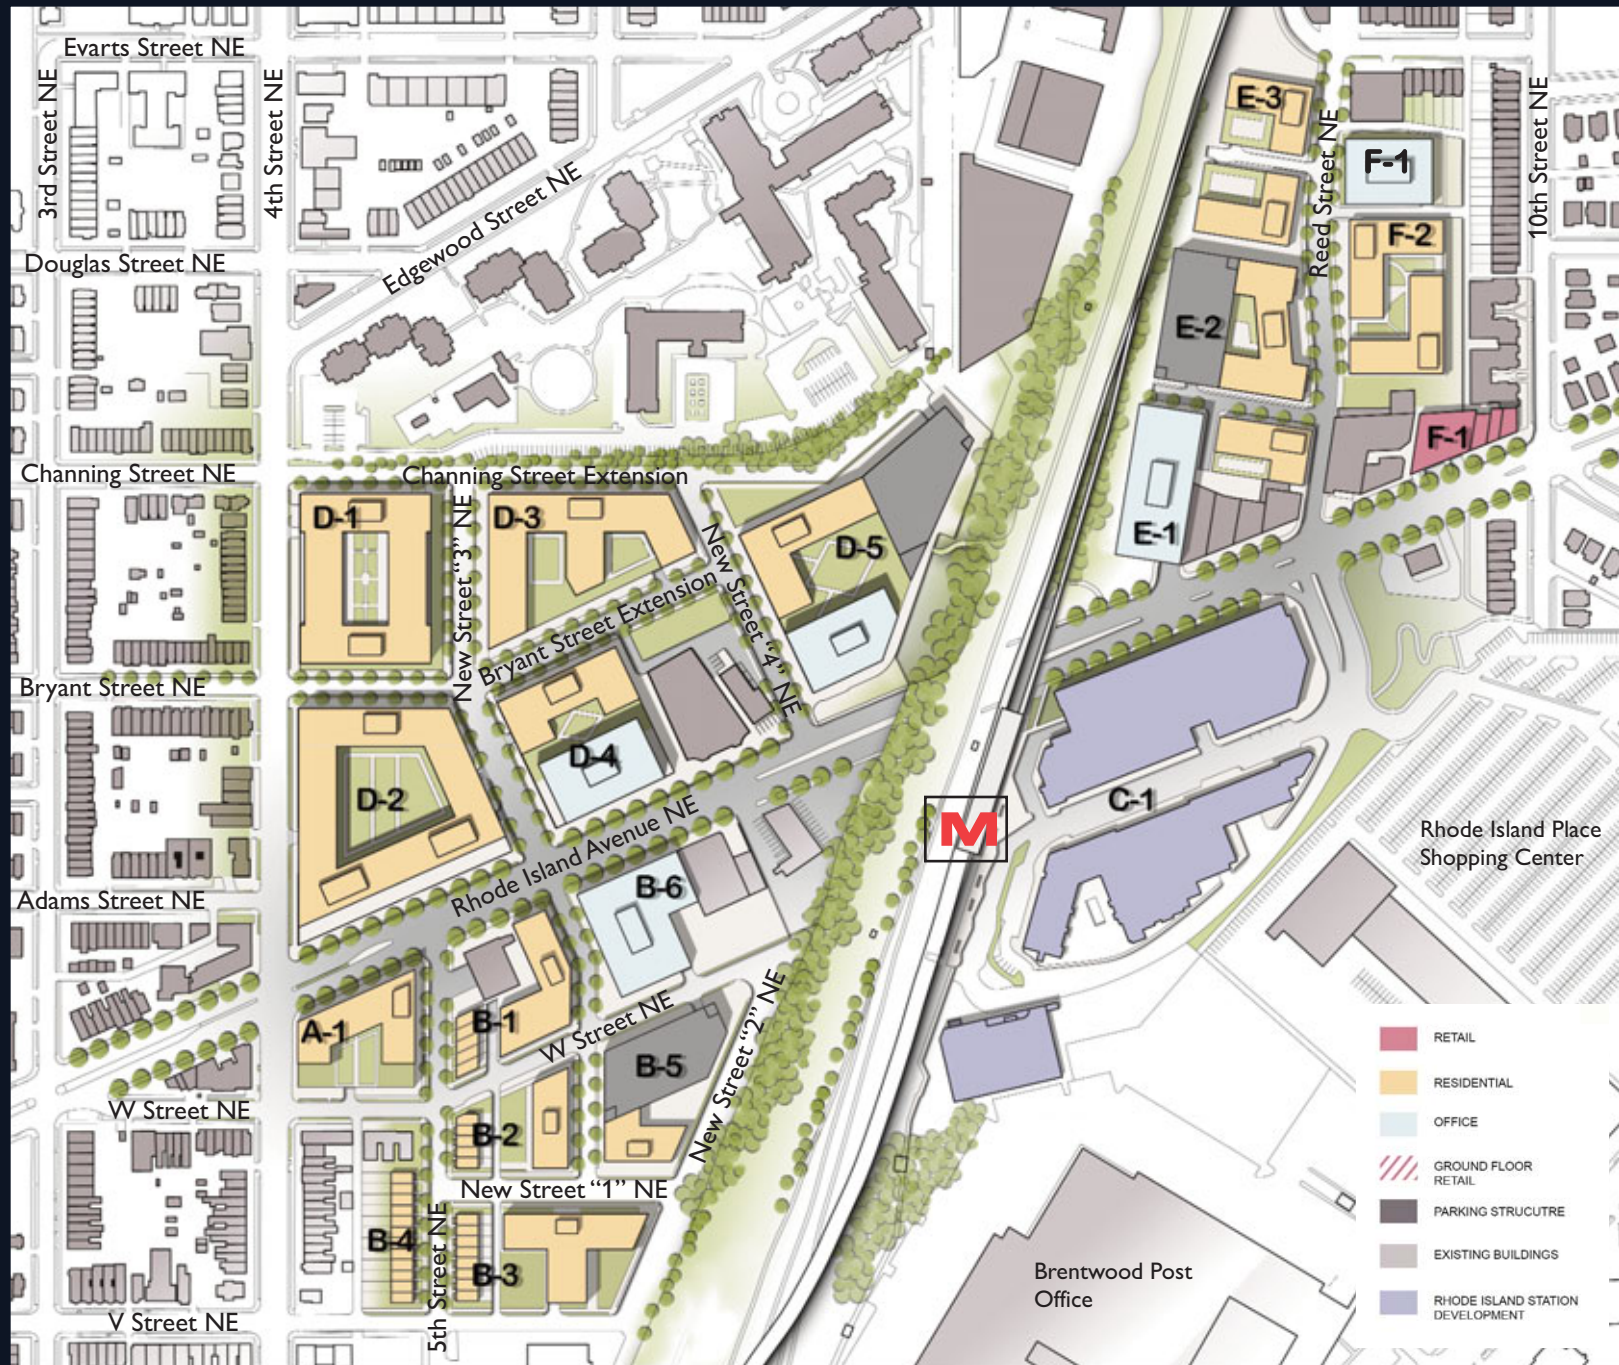 Evarts Street NE
3rd Street NE
4th Street NE
Edgewood Street NE
Douglas Street NE
E-3
Reed Street NE
F-1
10th Street NE
F-2
E-2
F-1
Channing Street NE
Channing Street Extension
D-1
New Street “3” NE
D-3
New Street “4” NE
D-5
E-1
Bryant Street Extension
Bryant Street NE
D-4
D-2
Rhode Island Avenue NE
M
C-1
Rhode Island Place
Shopping Center
Adams Street NE
B-6
A-1
B-1
W Street NE
B-5
New Street “2” NE
W Street NE
B-2
New Street “1” NE
B-4
5th Street NE
B-3
V Street NE
Brentwood Post
Office
RETAIL
RESIDENTIAL
OFFICE
GROUND FLOOR
RETAIL
PARKING STRUCUTRE
EXISTING BUILDINGS
RHODE ISLAND STATION
DEVELOPMENT